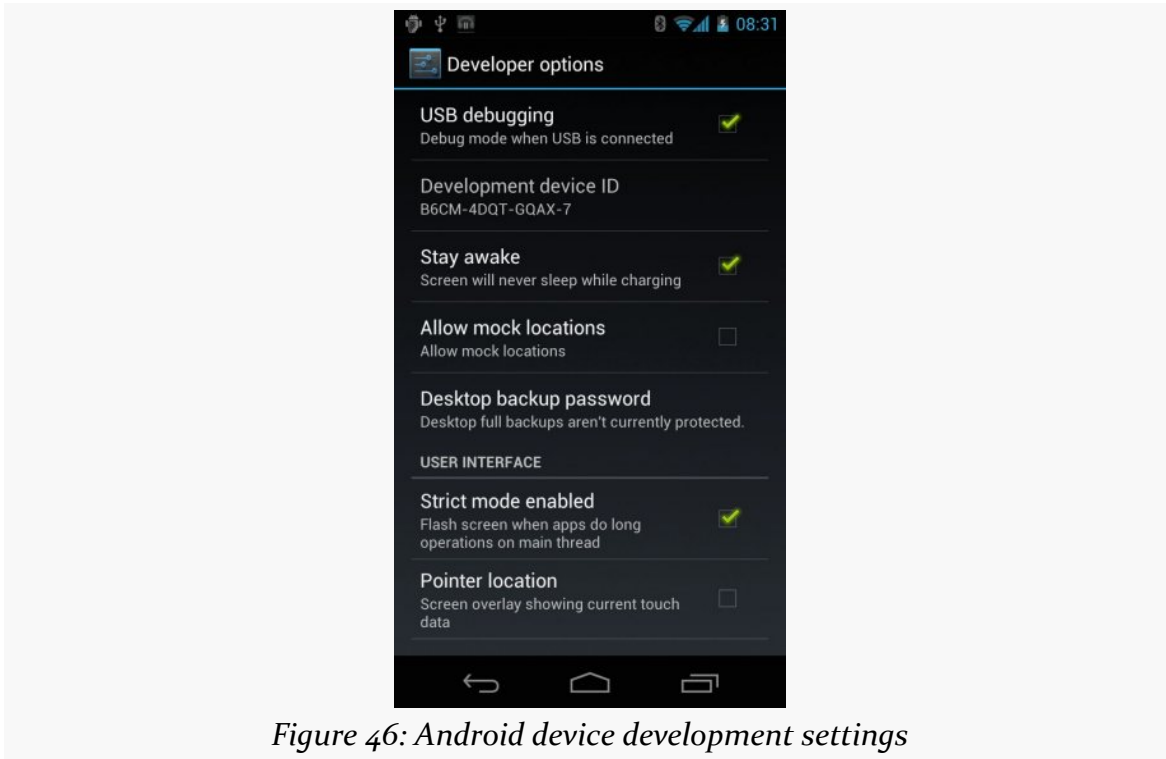 08:31
Developer options
USB debugging
Debug mode when USB is connected
Development device ID
B6CM-4DQT-GQAX-7
Stay awake
Screen will never sleep while charging
Allow mock locations
Allow mock locations
Desktop backup password
Desktop full backups aren't currently protected.
USER INTERFACE
Strict mode enabled
Flash screen when apps do long
operations on main thread
Pointer location
Screen overlay showing current touch
data
Figure 46: Android device development settings